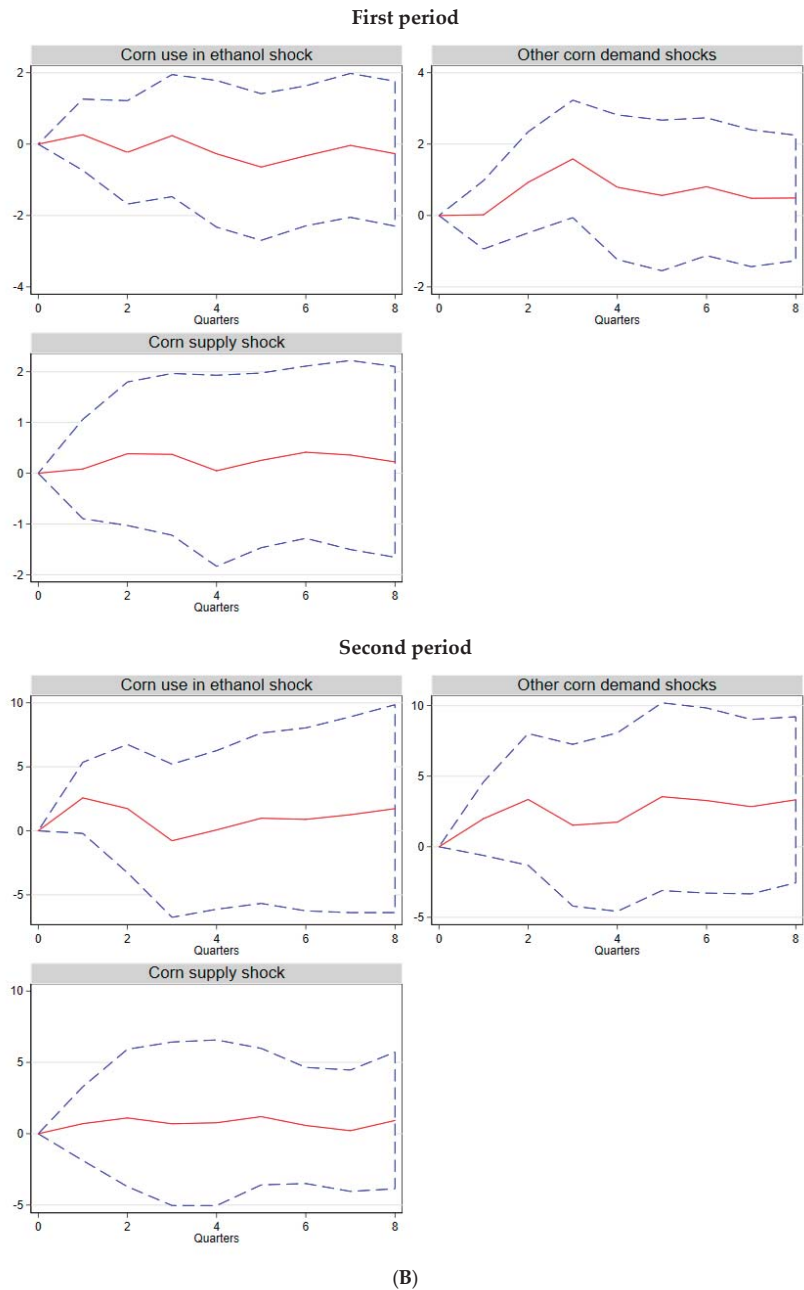 First period
Corn use in ethanol shock
Other corn demand shocks
2
0
-2
-4
0 2 4 6 8
Quarters
4
2
0
-2
0 2 4 6 8
Quarters
Corn supply shock
2
1
0
-1
-2
0 2 4 6 8
Quarters
Second period
Corn use in ethanol shock
Other corn demand shocks
10
5
0
-5
0 2 4 6 8
Quarters
10
5
0
-5
0 2 4 6 8
Quarters
Corn supply shock
10
5
0
-5
0 2 4 6 8
Quarters
(B)